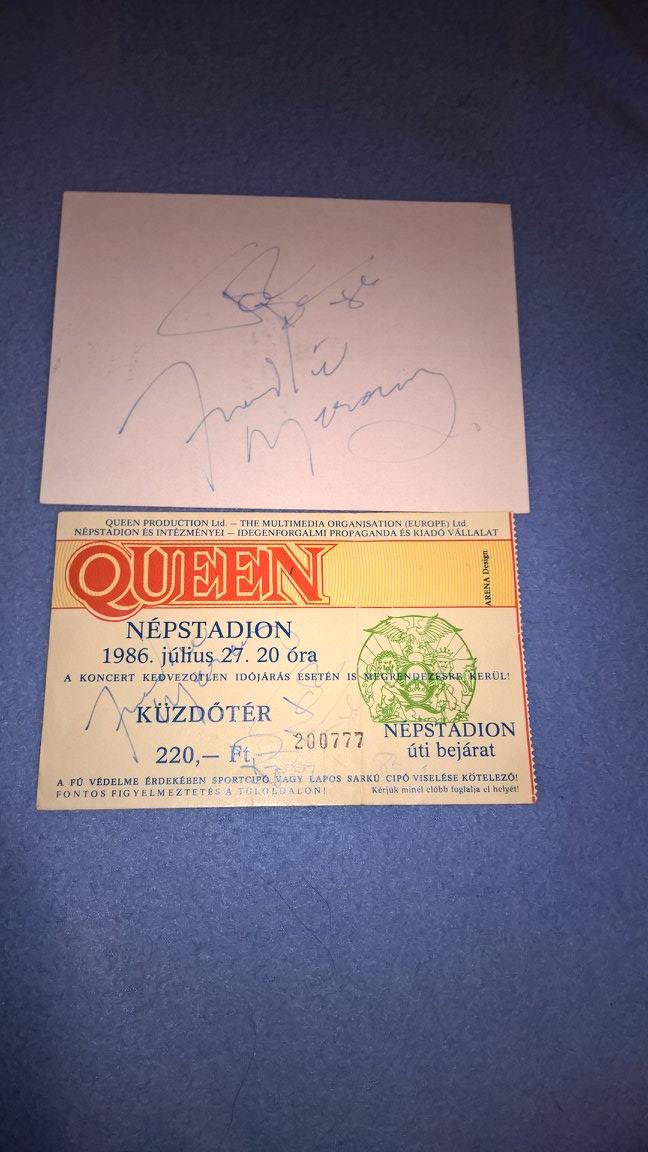 Freddie
Mercury
QUEEN PRODUCTION Ltd. — THE MULTIMEDIA ORGANISATION (EUROPE) Ltd.
NÉPSTADION ÉS INTÉZMÉNYEI — IDEGENFORGALMI PROPAGANDA ÉS KIADÓ VÁLLALAT
QUEEN
ARENA Design
NÉPSTADION
1986. július 27. 20 óra
A KONCERT KEDVEZŐTLEN IDŐJÁRÁS ESETÉN IS MEGRENDEZÉSRE KERÜL!
KÜZDŐTÉR
220,— Ft
200777
NÉPSTADION
úti bejárat
A FŰ VÉDELME ÉRDEKÉBEN SPORTCIPŐ VAGY LAPOS SARKÚ CIPŐ VISELÉSE KÖTELEZŐ!
FONTOS FIGYELMEZTETÉS A TÚLOLDALON!
Kérjük minél előbb foglalja el helyét!